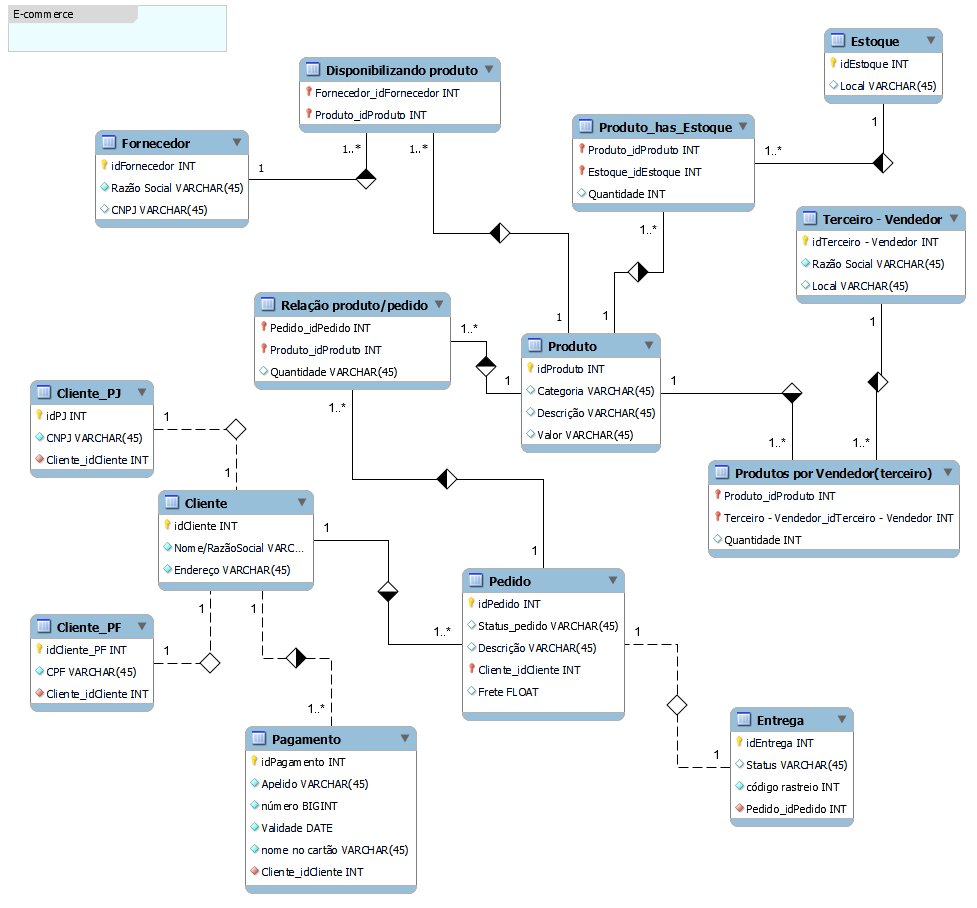 E-commerce
Estoque
idEstoque INT
Local VARCHAR(45)
1
1..*
Disponibilizando produto
Fornecedor_idFornecedor INT
Produto_idProduto INT
1..*
1..*
Produto_has_Estoque
Produto_idProduto INT
Estoque_idEstoque INT
Quantidade INT
1..*
Fornecedor
idFornecedor INT
Razão Social VARCHAR(45)
CNPJ VARCHAR(45)
1
Terceiro - Vendedor
idTerceiro - Vendedor INT
Razão Social VARCHAR(45)
Local VARCHAR(45)
1
Relação produto/pedido
Pedido_idPedido INT
Produto_idProduto INT
Quantidade VARCHAR(45)
1..*
1..*
1
1
Produto
idProduto INT
Categoria VARCHAR(45)
Descrição VARCHAR(45)
Valor VARCHAR(45)
1
1
1..*
1..*
Cliente_PJ
idPJ INT
CNPJ VARCHAR(45)
Cliente_idCliente INT
1
1
Produtos por Vendedor(terceiro)
Produto_idProduto INT
Terceiro - Vendedor_idTerceiro - Vendedor INT
Quantidade INT
Cliente
idCliente INT
Nome/RazãoSocial VARC...
Endereço VARCHAR(45)
1
1
1
1
1..*
Pedido
idPedido INT
Status_pedido VARCHAR(45)
Descrição VARCHAR(45)
Cliente_idCliente INT
Frete FLOAT
1
Cliente_PF
idCliente_PF INT
CPF VARCHAR(45)
Cliente_idCliente INT
1
1..*
Pagamento
idPagamento INT
Apelido VARCHAR(45)
número BIGINT
Validade DATE
nome no cartão VARCHAR(45)
Cliente_idCliente INT
1
Entrega
idEntrega INT
Status VARCHAR(45)
código rastreio INT
Pedido_idPedido INT